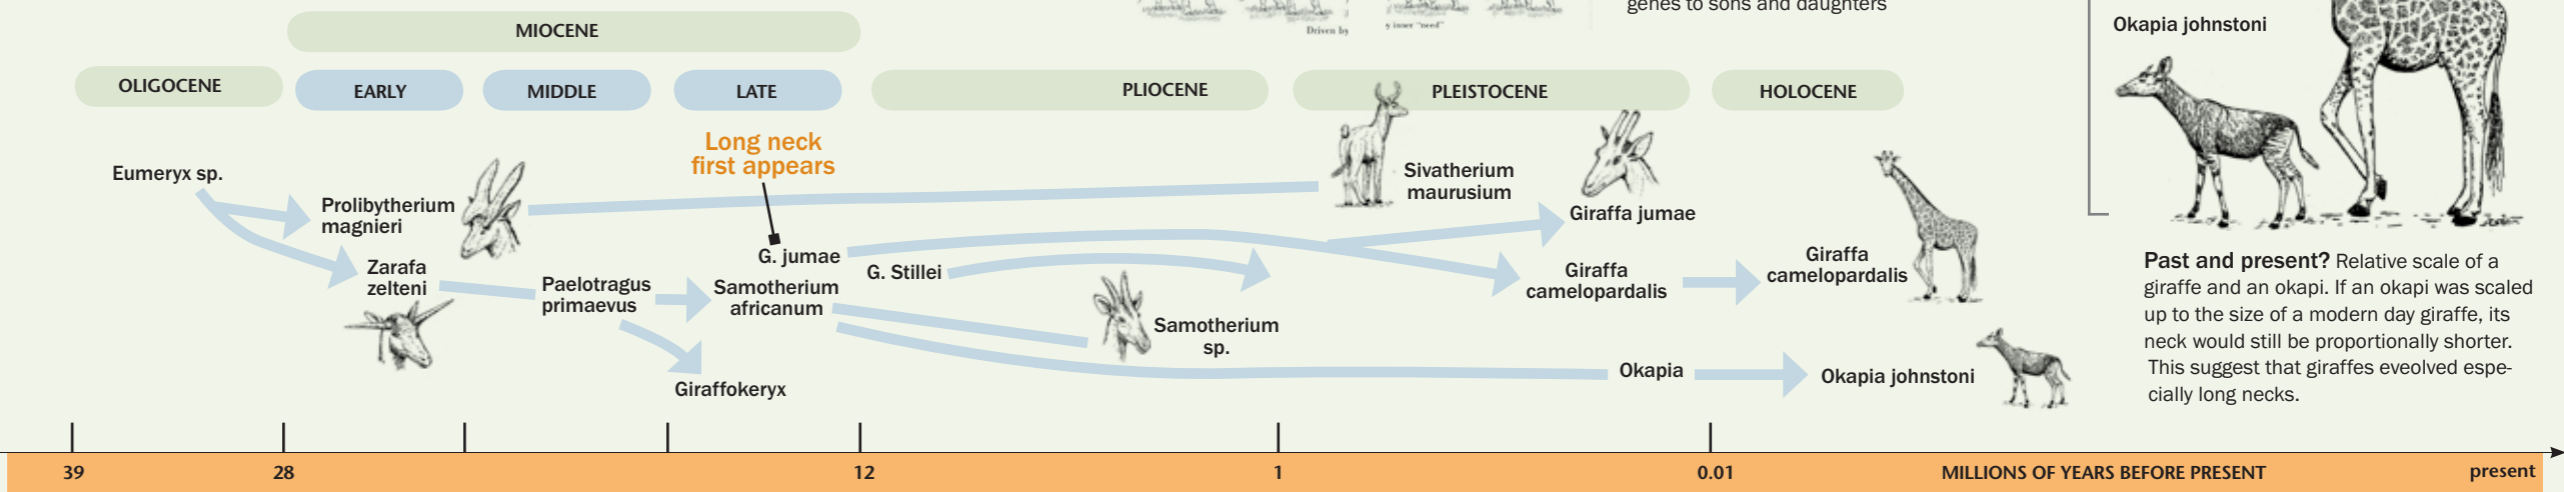 genes to sons and daughters
Driven by
y inner "need"
Okapia johnstoni
MIOCENE
OLIGOCENE
EARLY
MIDDLE
LATE
PLIOCENE
PLEISTOCENE
HOLOCENE
Long neck
first appears
Eumeryx sp.
Prolibytherium
magnieri
Zarafa
zelteni
Paelotragus
primaevus
Giraffokeryx
G. jumae
Samotherium
africanum
G. Stillei
Samotherium
sp.
Sivatherium
maurusium
Giraffa jumae
Giraffa
camelopardalis
Okapia
Giraffa
camelopardalis
Okapia johnstoni
Past and present? Relative scale of a
giraffe and an okapi. If an okapi was scaled
up to the size of a modern day giraffe, its
neck would still be proportionally shorter.
This suggest that giraffes eveolved espe-
cially long necks.
39
28
12
1
0.01
MILLIONS OF YEARS BEFORE PRESENT
present